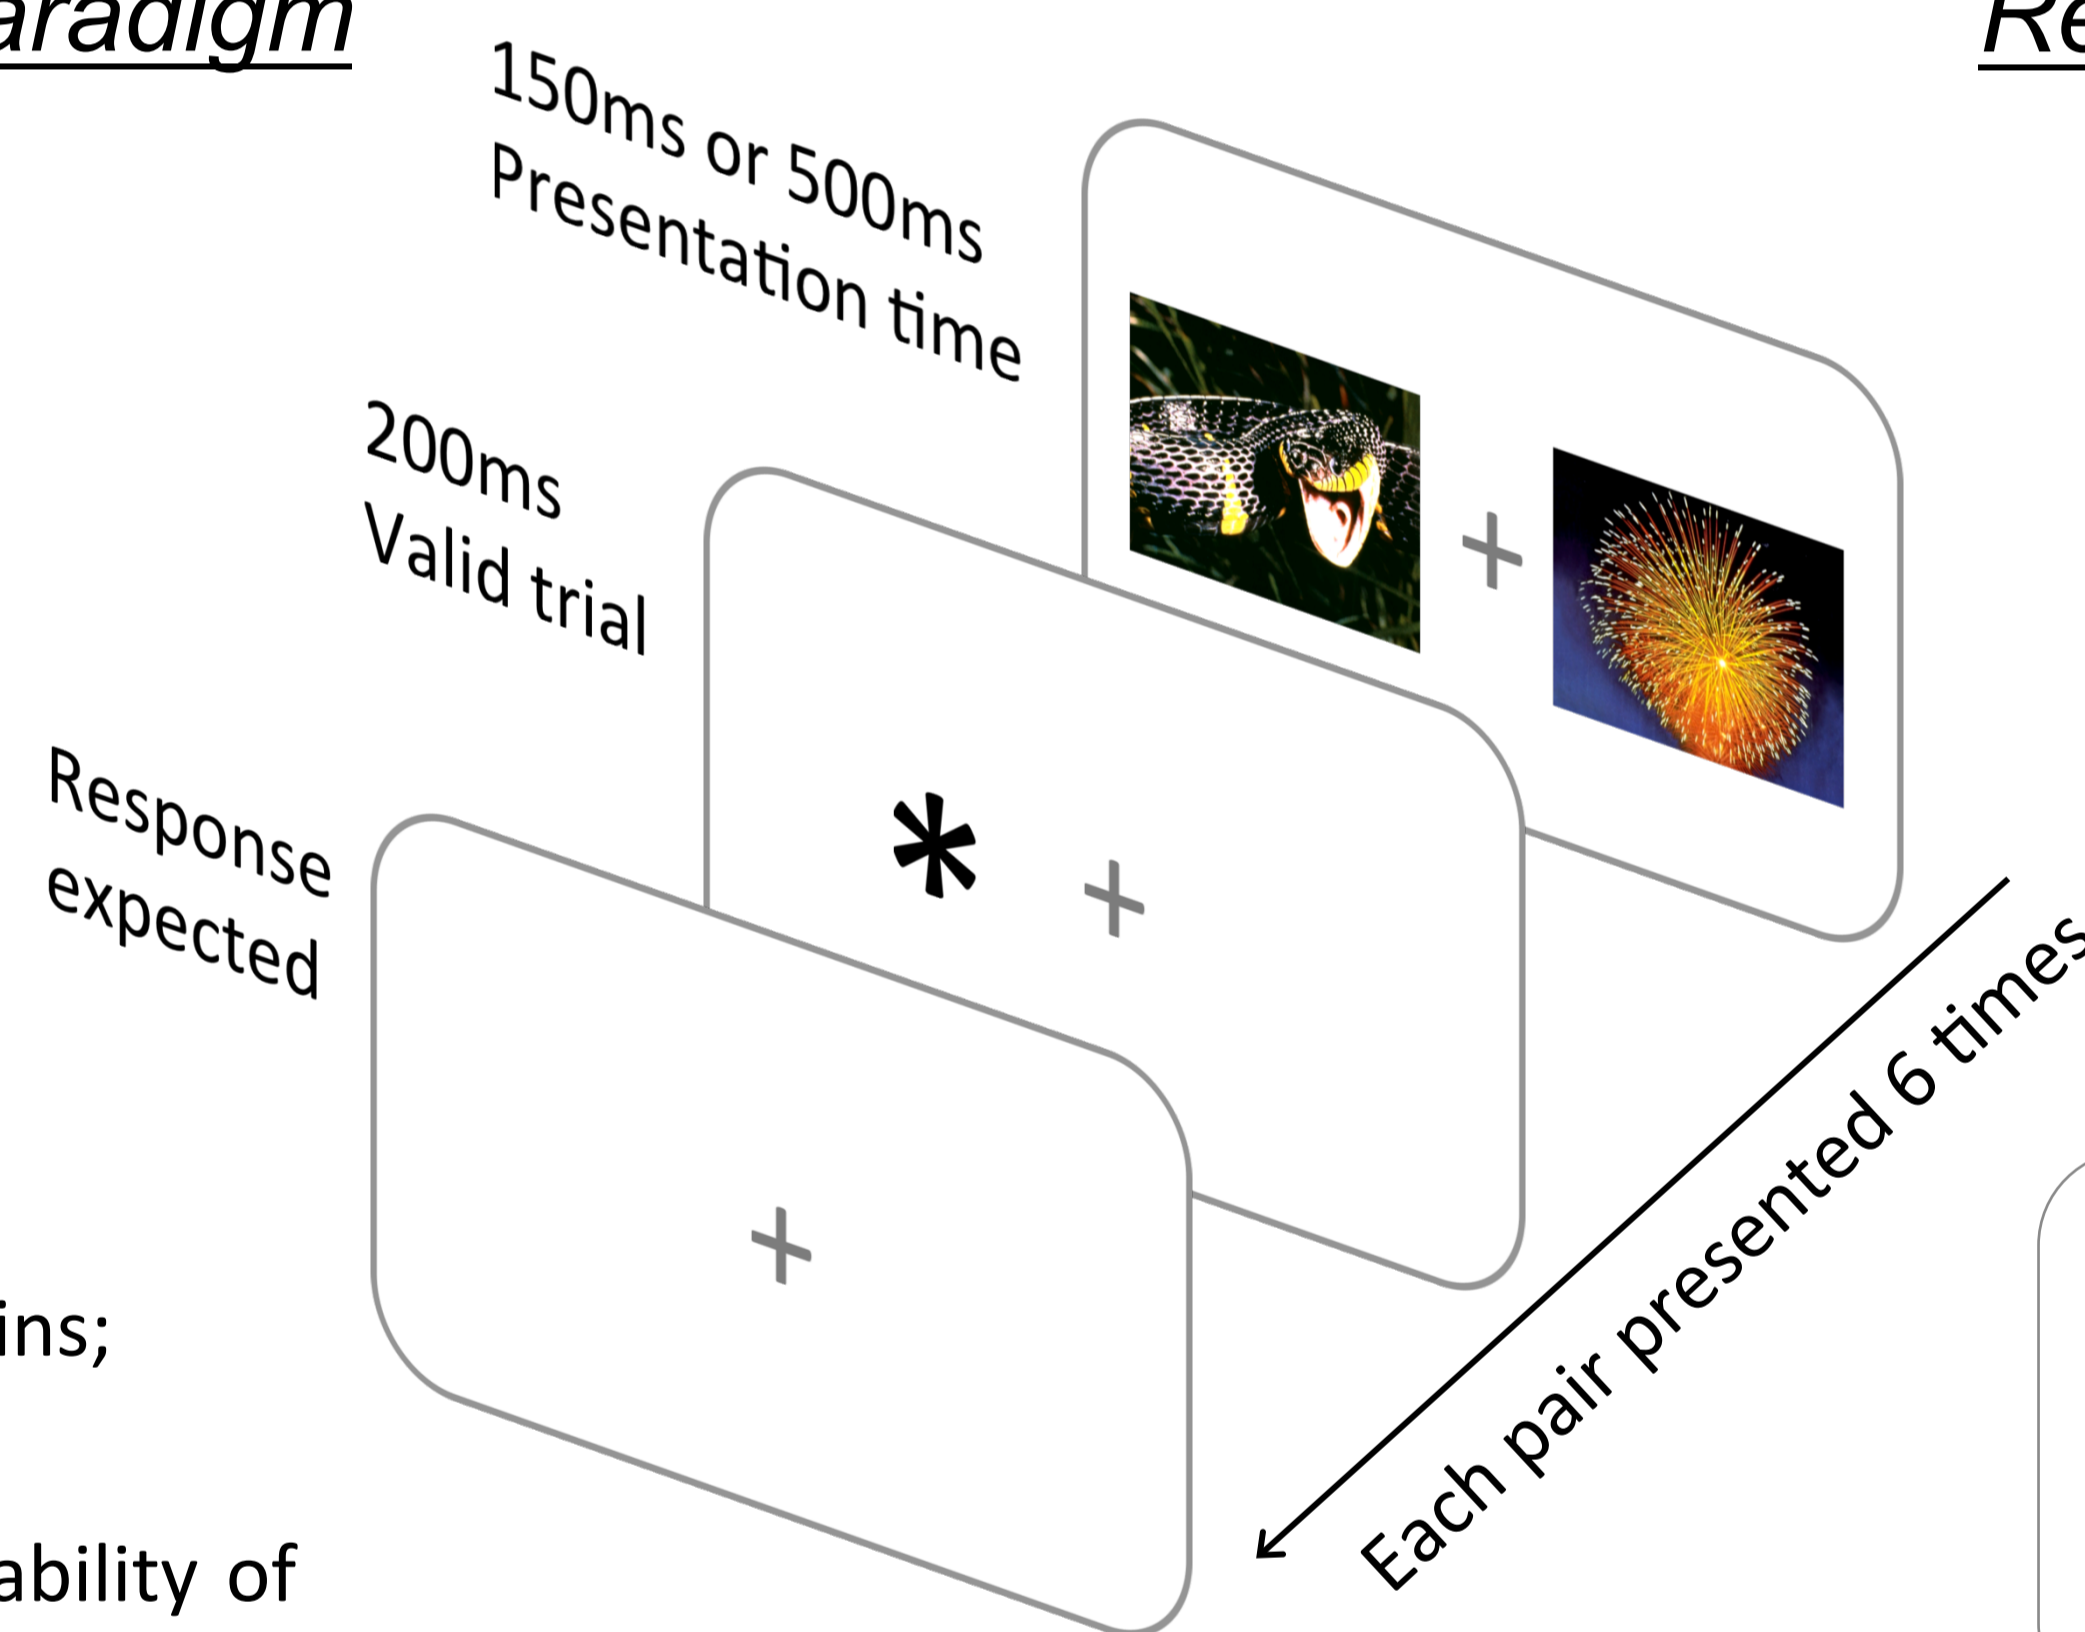 aradigm
Re
150ms or 500ms
Presentation time
200ms
Valid trial
Response
expected
*
+
+
+
Each pair presented 6 times
ins;
ability of